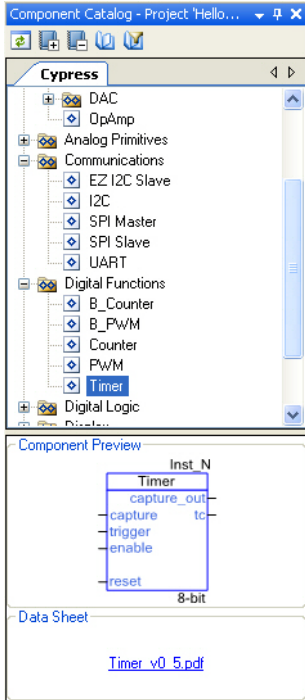 Component Catalog - Project 'Hello...
Cypress
DAC
OpAmp
Analog Primitives
Communications
EZ I2C Slave
I2C
SPI Master
SPI Slave
UART
Digital Functions
B_Counter
B_PWM
Counter
PWM
Timer
Digital Logic
Display
Component Preview
Inst_N
Timer
capture_out
capture tc
trigger
enable
reset
8-bit
Data Sheet
Timer_v0_5.pdf